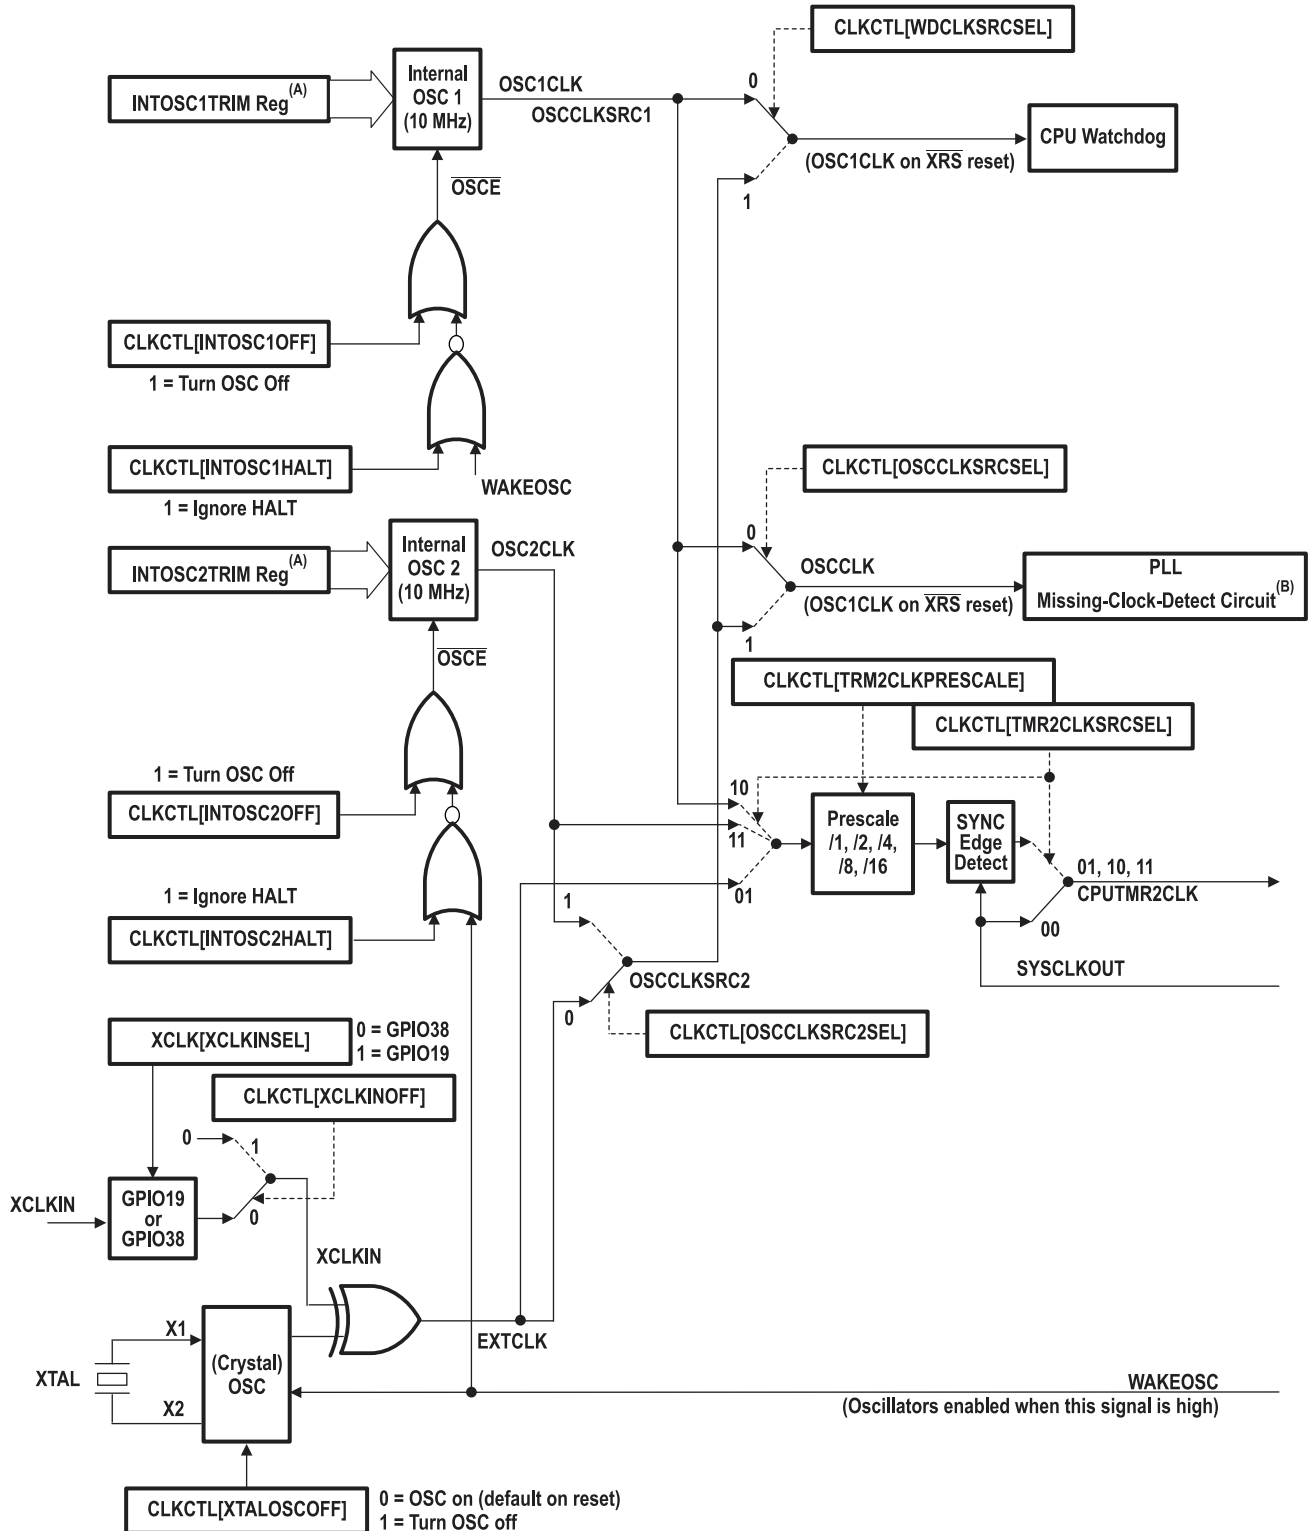 CLKCTL[WDCLKSRCSEL]
INTOSC1TRIM Reg(A)
Internal
OSC 1
(10 MHz)
OSC1CLK
OSCCLKSRC1
0
CPU Watchdog
(OSC1CLK on XRS reset)
1
OSCE
CLKCTL[INTOSC1OFF]
1 = Turn OSC Off
CLKCTL[INTOSC1HALT]
1 = Ignore HALT
WAKEOSC
CLKCTL[OSCCLKSRCSEL]
INTOSC2TRIM Reg(A)
Internal
OSC 2
(10 MHz)
OSC2CLK
0
OSCCLK
(OSC1CLK on XRS reset)
1
PLL
Missing-Clock-Detect Circuit(B)
OSCE
CLKCTL[TRM2CLKPRESCALE]
CLKCTL[TMR2CLKSRCSEL]
1 = Turn OSC Off
CLKCTL[INTOSC2OFF]
10
11
01
Prescale
/1, /2, /4,
/8, /16
SYNC
Edge
Detect
01, 10, 11
CPUTMR2CLK
00
SYSCLKOUT
1 = Ignore HALT
CLKCTL[INTOSC2HALT]
1
OSCCLKSRC2
0
CLKCTL[OSCCLKSRC2SEL]
XCLK[XCLKINSEL]
0 = GPIO38
1 = GPIO19
CLKCTL[XCLKINOFF]
0
1
0
XCLKIN
GPIO19
or
GPIO38
XCLKIN
EXTCLK
X1
XTAL
X2
(Crystal)
OSC
WAKEOSC
(Oscillators enabled when this signal is high)
CLKCTL[XTALOSCOFF]
0 = OSC on (default on reset)
1 = Turn OSC off